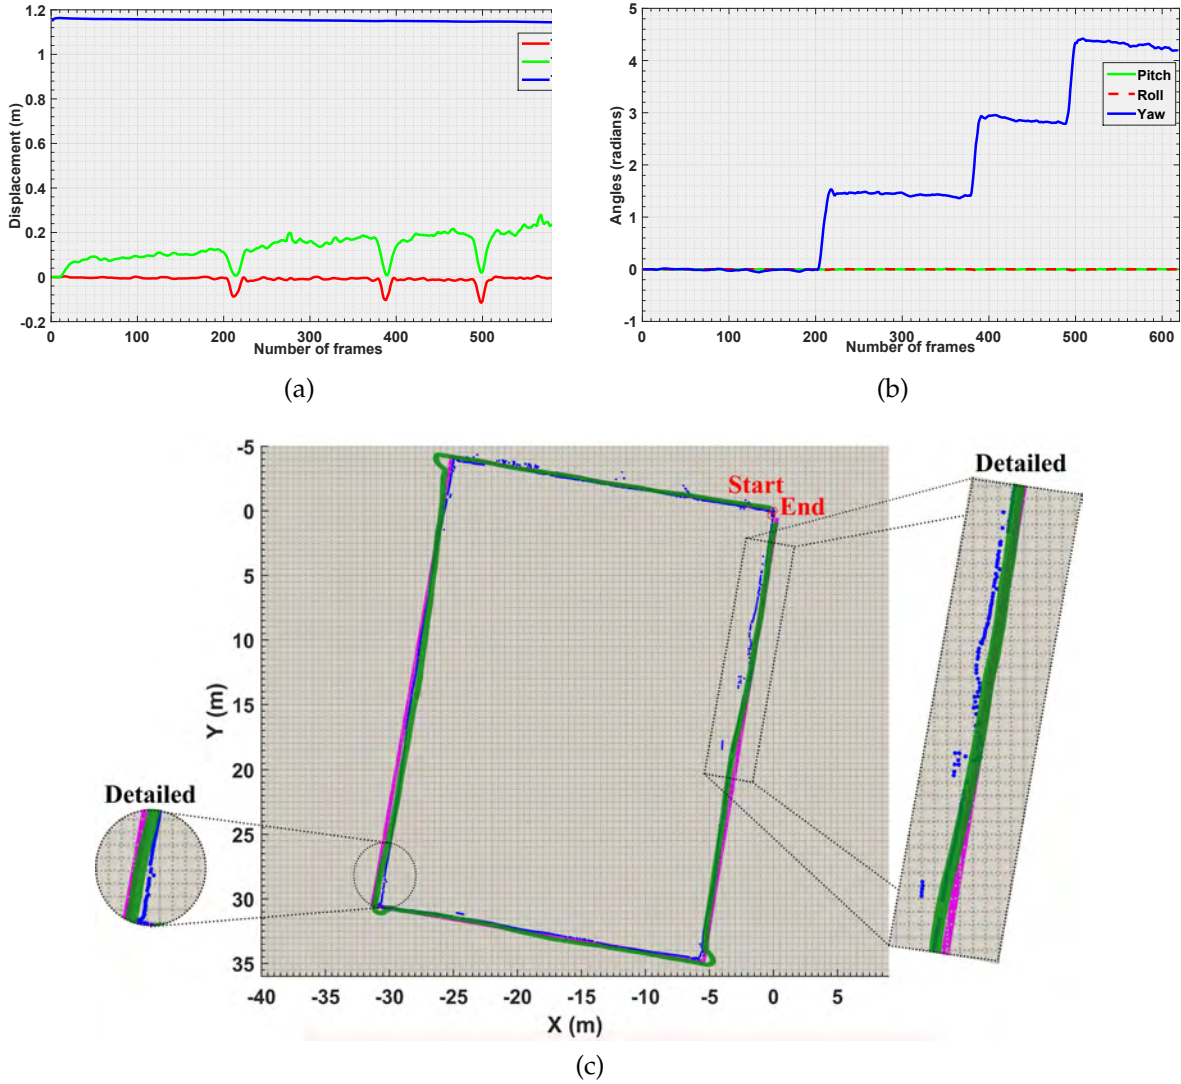 1.2
1
0.8
0.6
0.4
0.2
0
-0.2
Displacement (m)
0 100 200 300 400 500
Number of frames
(a)
5
4
3
2
1
0
-1
Angles (radians)
Pitch
Roll
Yaw
0 100 200 300 400 500 600
Number of frames
(b)
-5
0
5
10
15
20
25
30
35
Y (m)
Start
End
Detailed
Detailed
-40 -35 -30 -25 -20 -15 -10 -5 0 5
X (m)
(c)